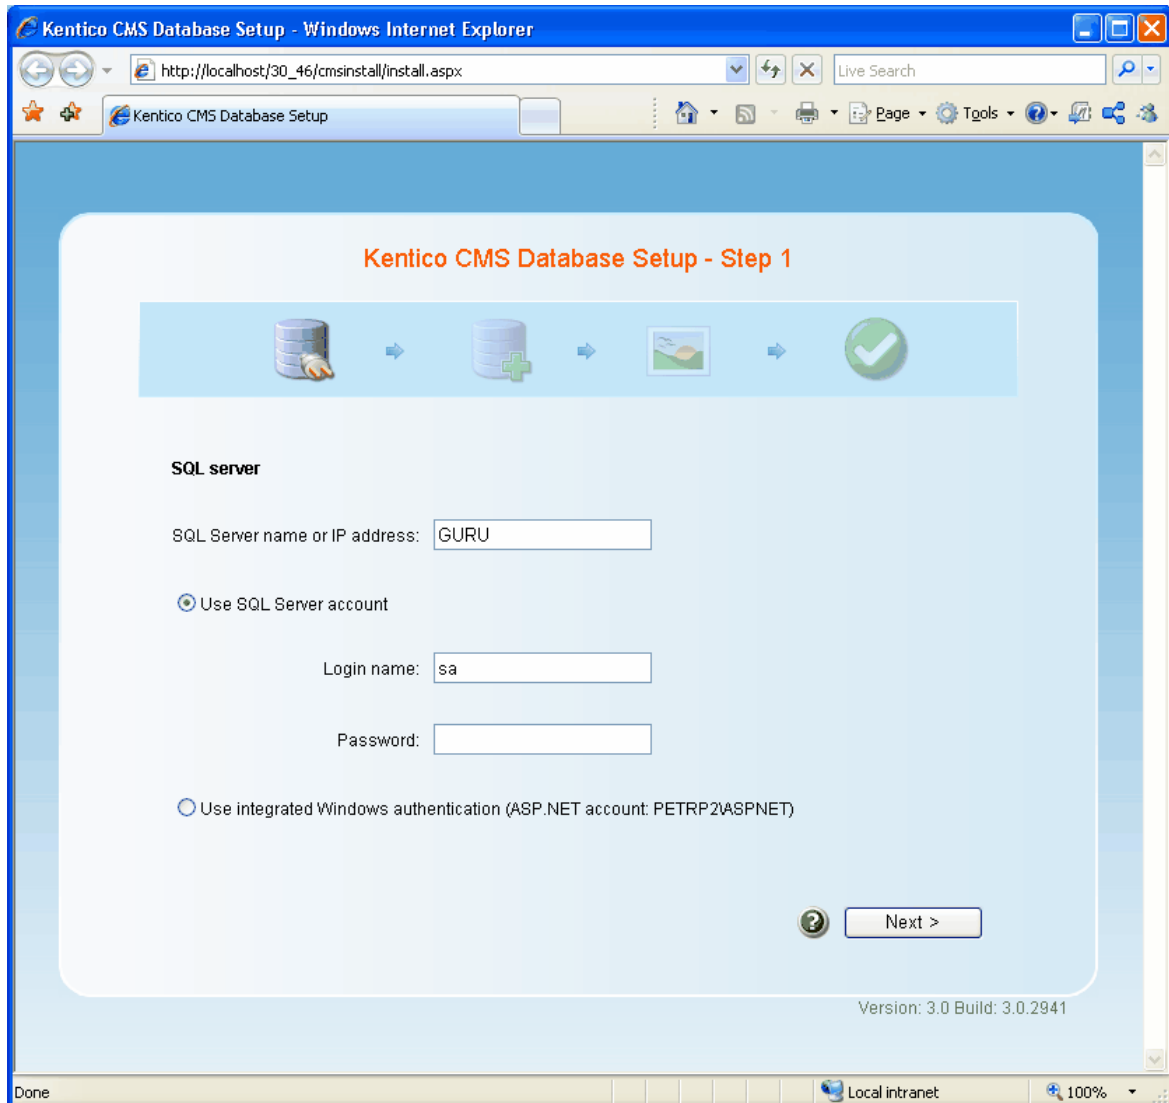 Kentico CMS Database Setup - Windows Internet Explorer
http://localhost/30_46/cmsinstall/install.aspx
Live Search
Kentico CMS Database Setup
Page
Tools
Kentico CMS Database Setup - Step 1
SQL server
SQL Server name or IP address: GURU
Use SQL Server account
Login name: sa
Password:
Use integrated Windows authentication (ASP.NET account: PETRP2\ASPNET)
Next >
Version: 3.0 Build: 3.0.2941
Done
Local intranet
100%